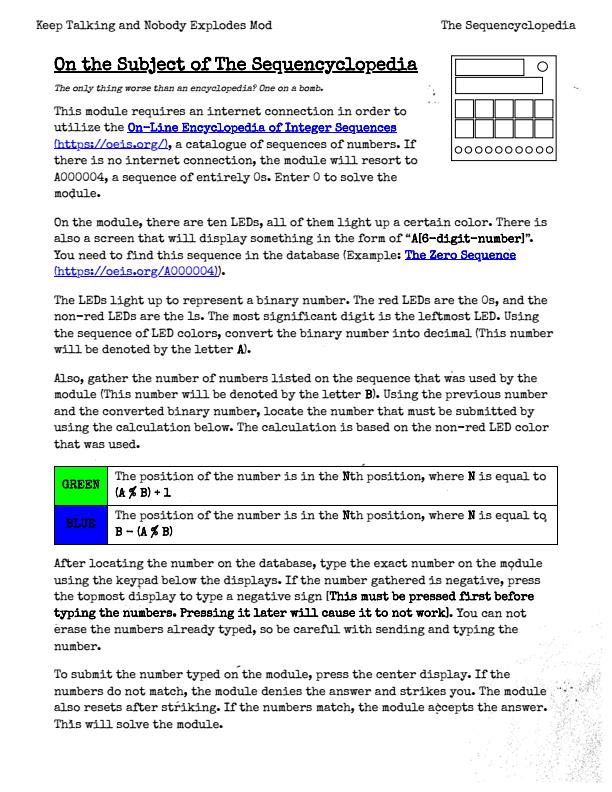 Keep Talking and Nobody Explodes Mod The Sequencyclopedia
On the Subject of The Sequencyclopedia
The only thing worse than an encyclopedia? One on a bomb.
This module requires an internet connection in order to
utilize the On-Line Encyclopedia of Integer Sequences
(https://oeis.org/), a catalogue of sequences of numbers. If
there is no internet connection, the module will resort to
A000004, a sequence of entirely 0s. Enter 0 to solve the
module.
On the module, there are ten LEDs, all of them light up a certain color. There is
also a screen that will display something in the form of “A[6-digit-number]”.
You need to find this sequence in the database (Example: The Zero Sequence
(https://oeis.org/A000004)).
The LEDs light up to represent a binary number. The red LEDs are the 0s, and the
non-red LEDs are the 1s. The most significant digit is the leftmost LED. Using
the sequence of LED colors, convert the binary number into decimal (This number
will be denoted by the letter A).
Also, gather the number of numbers listed on the sequence that was used by the
module (This number will be denoted by the letter B). Using the previous number
and the converted binary number, locate the number that must be submitted by
using the calculation below. The calculation is based on the non-red LED color
that was used.
GREEN The position of the number is in the Nth position, where N is equal to
(A % B) + 1
BLUE The position of the number is in the Nth position, where N is equal to
B - (A % B)
After locating the number on the database, type the exact number on the module
using the keypad below the displays. If the number gathered is negative, press
the topmost display to type a negative sign [This must be pressed first before
typing the numbers. Pressing it later will cause it to not work]. You can not
erase the numbers already typed, so be careful with sending and typing the
number.
To submit the number typed on the module, press the center display. If the
numbers do not match, the module denies the answer and strikes you. The module
also resets after striking. If the numbers match, the module accepts the answer.
This will solve the module.